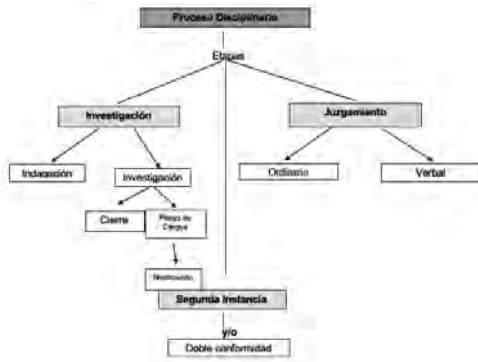 Proceso Disciplinario
Etapas
Investigación
Juzgamiento
Indagación
Investigación
Ordinario
Verbal
Cierre
Pliego de
Cargos
Notificación
Segunda Instancia
y/o
Doble conformidad